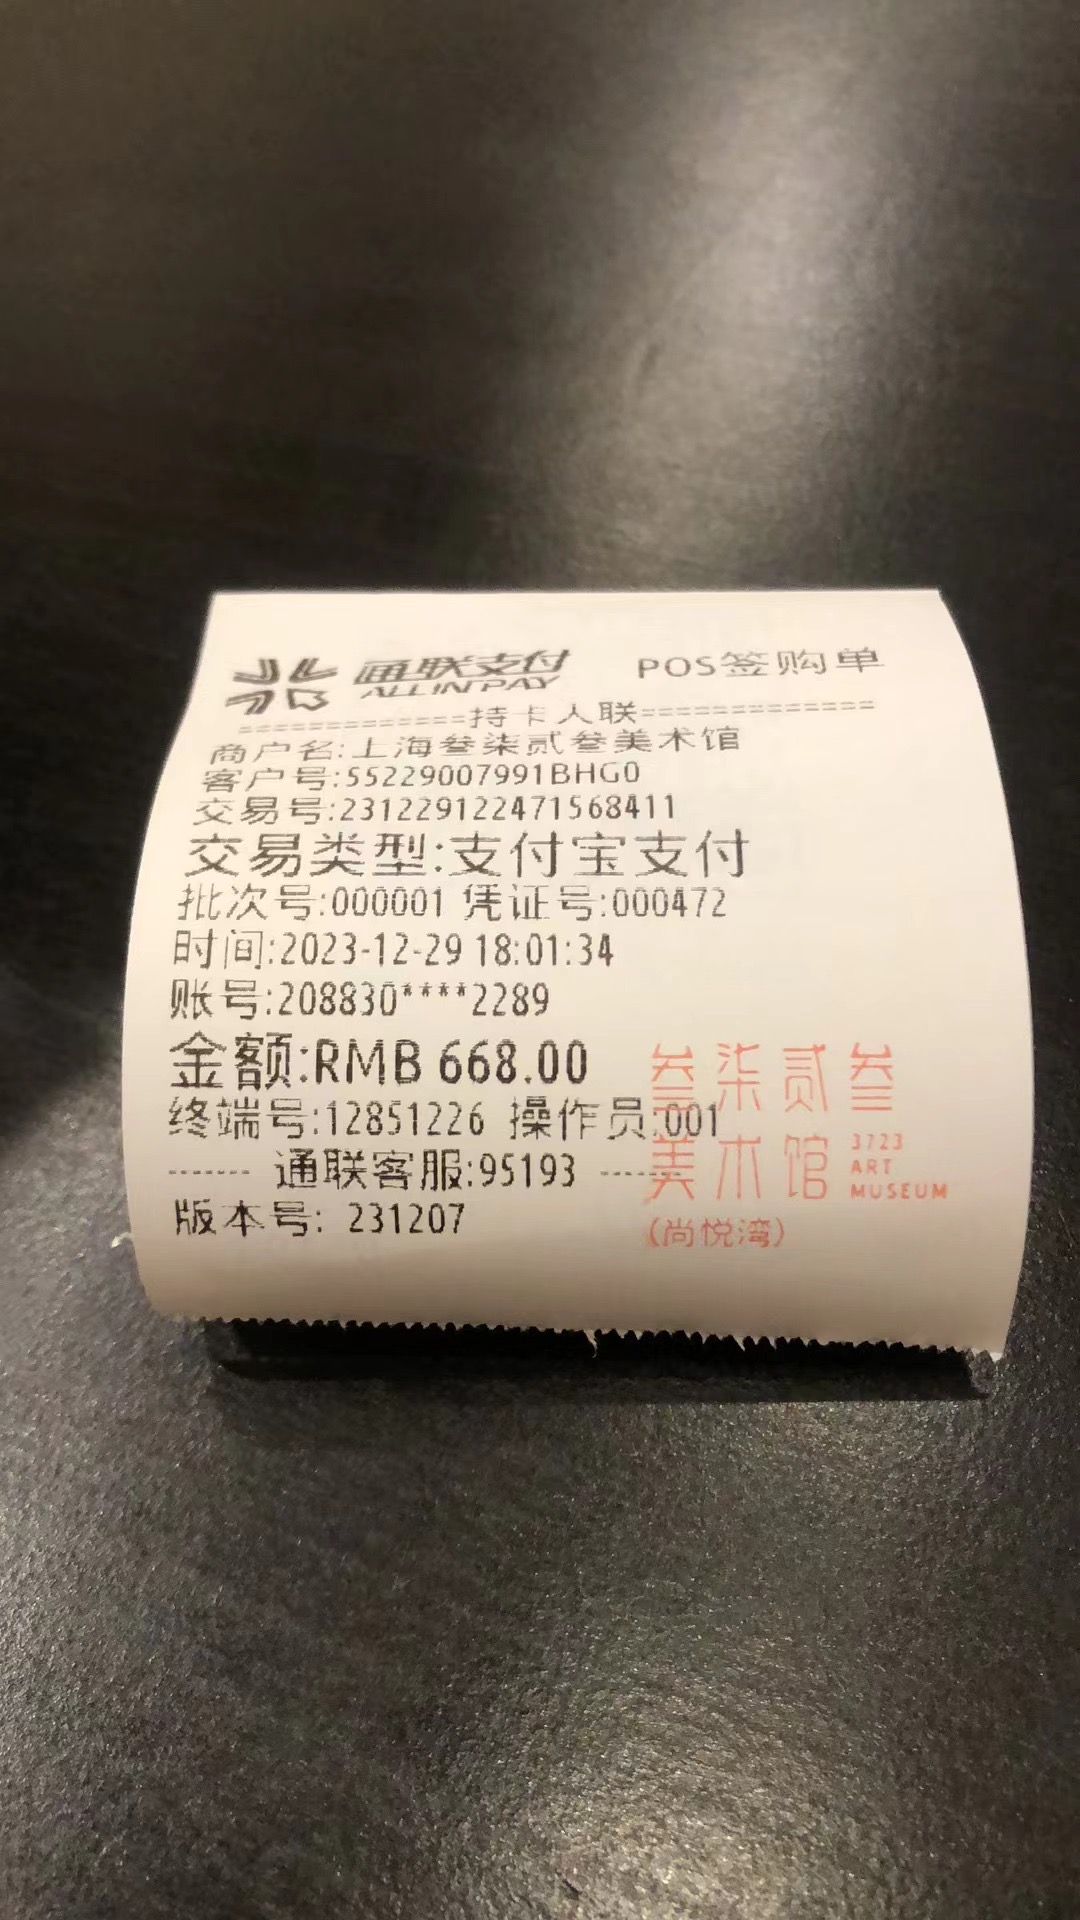 通联支付 POS签购单
ALLINPAY
=============持卡人联=============
商户名:上海叁柒贰叁美术馆
客户号:55229007991BHG0
交易号:231229122471568411
交易类型:支付宝支付
批次号:000001 凭证号:000472
时间:2023-12-29 18:01:34
账号:208830****2289
金额:RMB 668.00
终端号:12851226 操作员:001
------- 通联客服:95193 -------
版本号: 231207
叁柒贰叁
美术馆 3723
ART
MUSEUM
(尚悦湾)